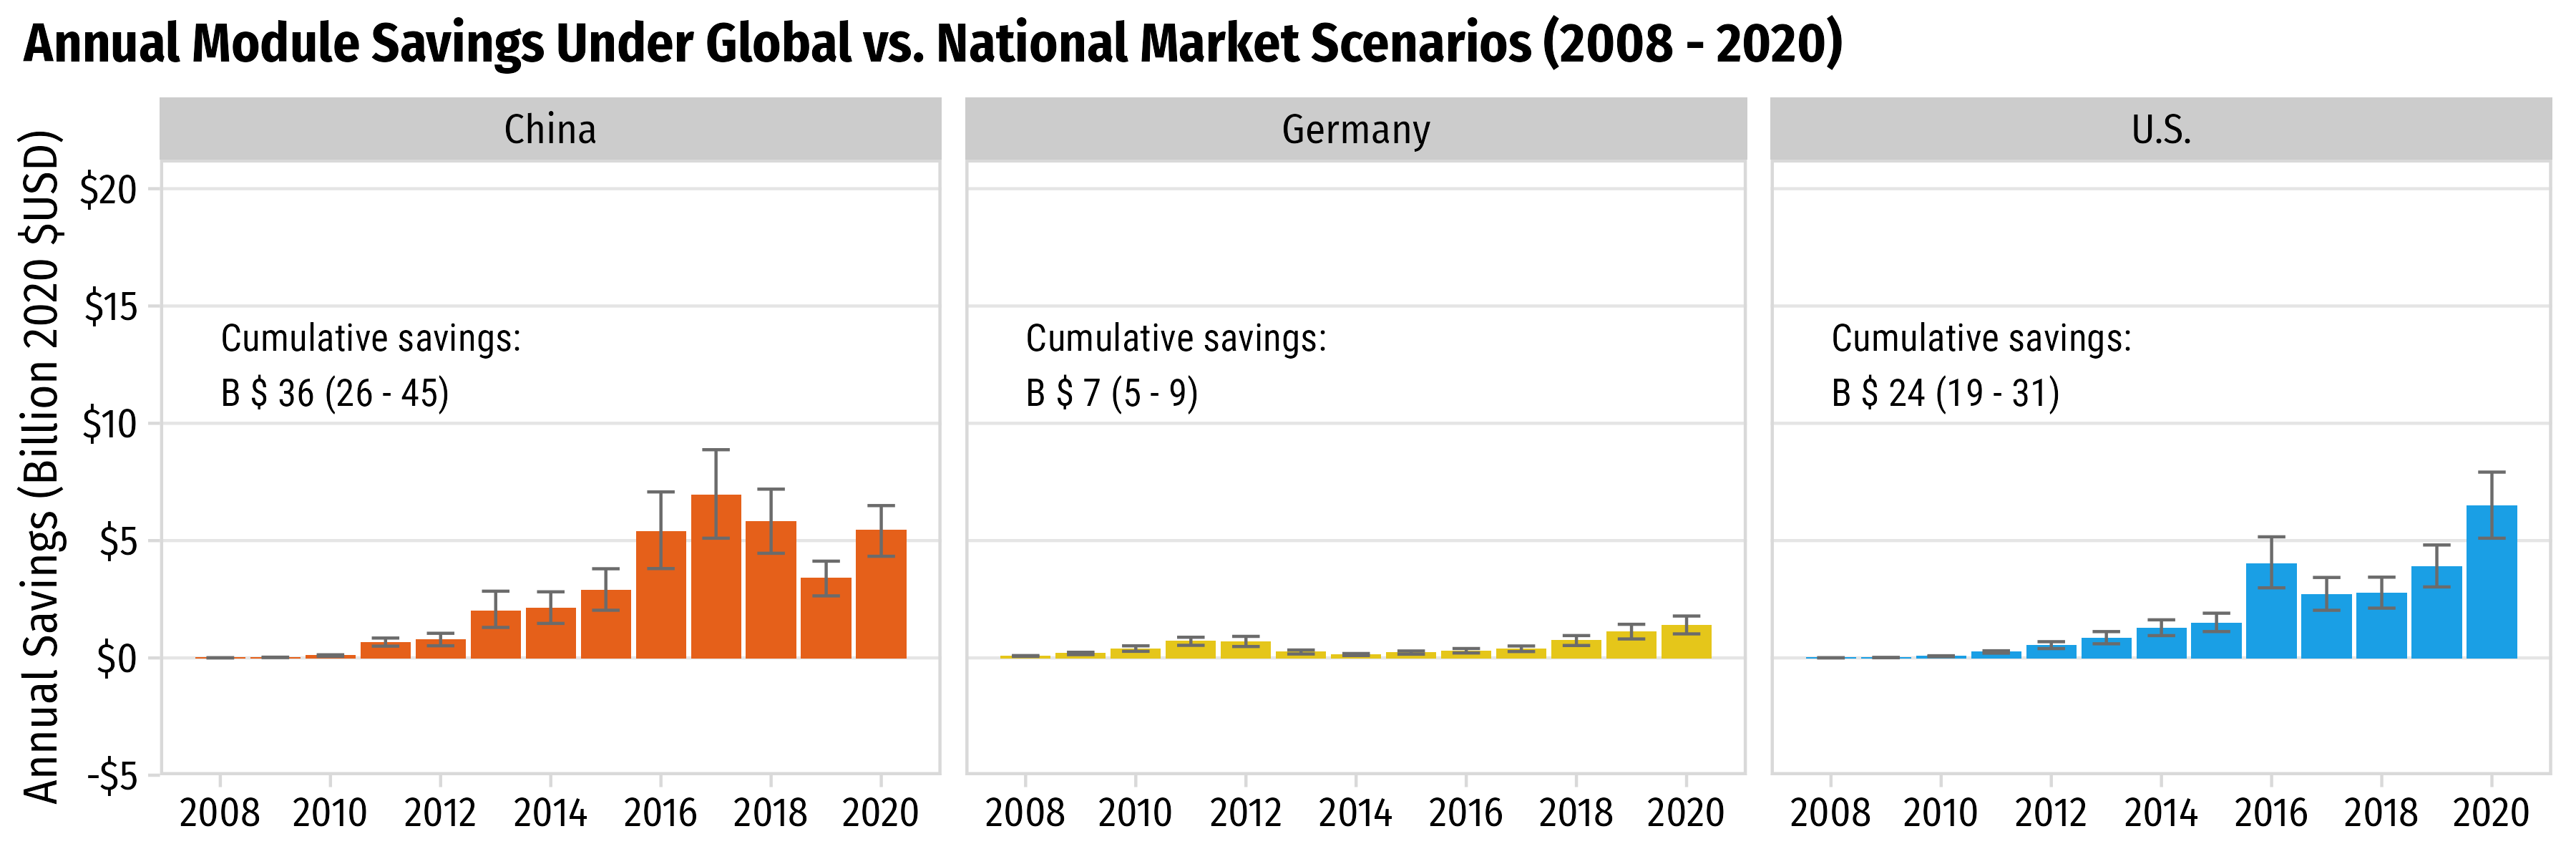 Annual Module Savings Under Global vs. National Market Scenarios (2008 - 2020)
China
Germany
U.S.
Annual Savings (Billion 2020 $USD)
$20
$15
$10
$5
$0
-$5
Cumulative savings:
B $ 36 (26 - 45)
Cumulative savings:
B $ 7 (5 - 9)
Cumulative savings:
B $ 24 (19 - 31)
2008 2010 2012 2014 2016 2018 2020
2008 2010 2012 2014 2016 2018 2020
2008 2010 2012 2014 2016 2018 2020